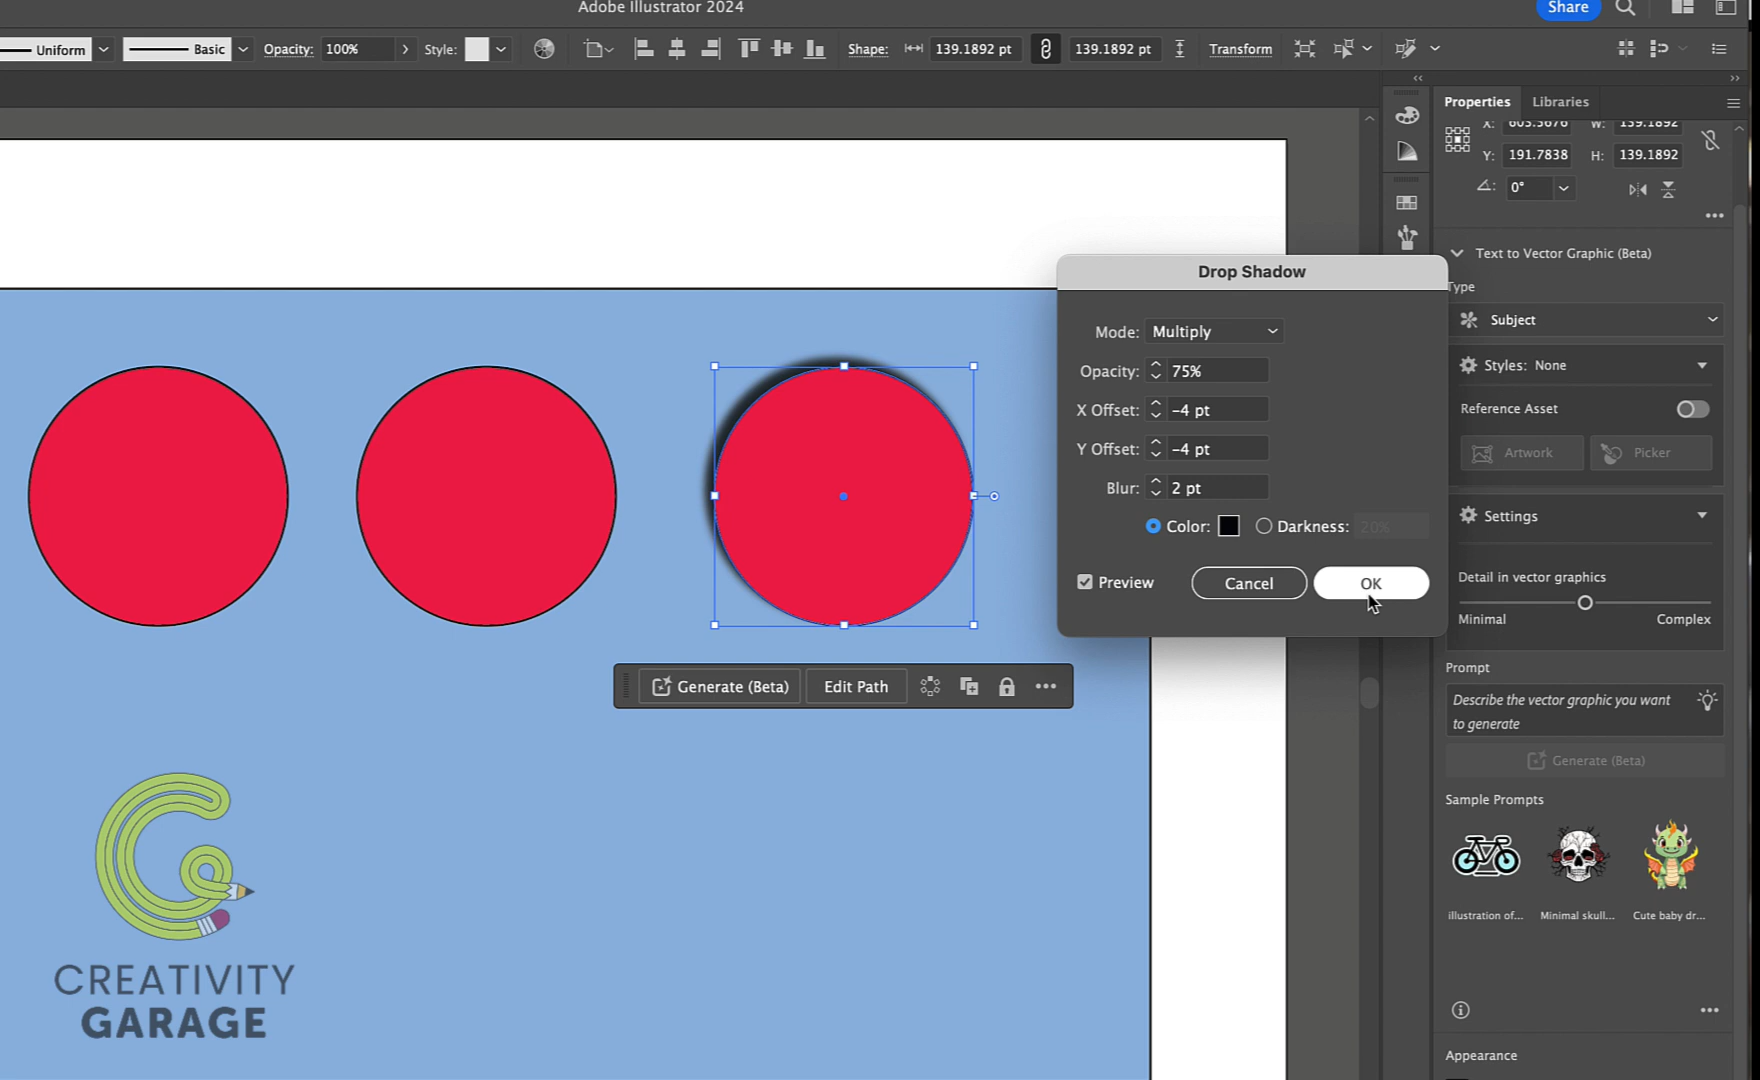 Adobe Illustrator 2024
Share
Uniform
Basic
Opacity: 100%
Style:
Shape: 139.1892 pt 139.1892 pt
Transform
Properties Libraries
X: 603.5676 W: 139.1892
Y: 191.7838 H: 139.1892
0°
Text to Vector Graphic (Beta)
Type
Subject
Styles: None
Reference Asset
Artwork Picker
Settings
Detail in vector graphics
Minimal Complex
Prompt
Describe the vector graphic you want
to generate
Generate (Beta)
Sample Prompts
illustration of... Minimal skull... Cute baby dr...
Appearance
Drop Shadow
Mode: Multiply
Opacity: 75%
X Offset: -4 pt
Y Offset: -4 pt
Blur: 2 pt
Color: Darkness: 20%
Preview Cancel OK
Generate (Beta) Edit Path
CREATIVITY
GARAGE